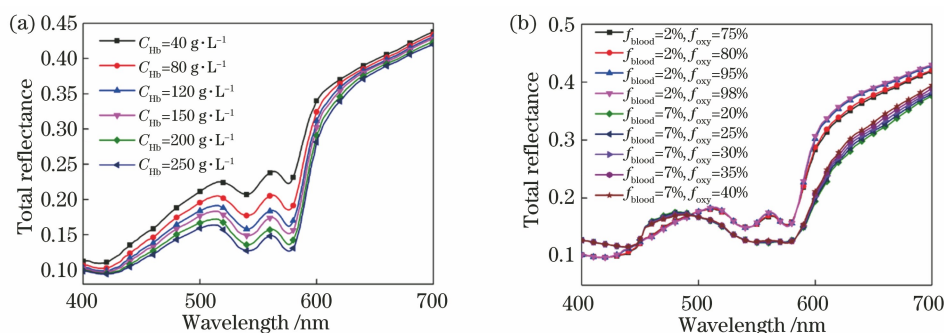 (a)
0.45
0.40
0.35
0.30
0.25
0.20
0.15
0.10
Total reflectance
C_Hb=40 g·L⁻¹
C_Hb=80 g·L⁻¹
C_Hb=120 g·L⁻¹
C_Hb=150 g·L⁻¹
C_Hb=200 g·L⁻¹
C_Hb=250 g·L⁻¹
400 500 600 700
Wavelength /nm
(b)
0.5
0.4
0.3
0.2
0.1
Total reflectance
f_blood=2%, f_oxy=75%
f_blood=2%, f_oxy=80%
f_blood=2%, f_oxy=95%
f_blood=2%, f_oxy=98%
f_blood=7%, f_oxy=20%
f_blood=7%, f_oxy=25%
f_blood=7%, f_oxy=30%
f_blood=7%, f_oxy=35%
f_blood=7%, f_oxy=40%
400 500 600 700
Wavelength /nm